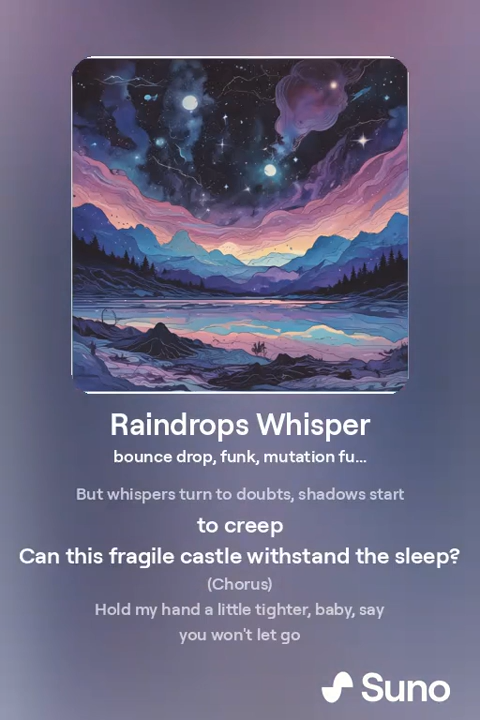 Raindrops Whisper
bounce drop, funk, mutation fu...
But whispers turn to doubts, shadows start
to creep
Can this fragile castle withstand the sleep?
(Chorus)
Hold my hand a little tighter, baby, say
you won't let go
Suno